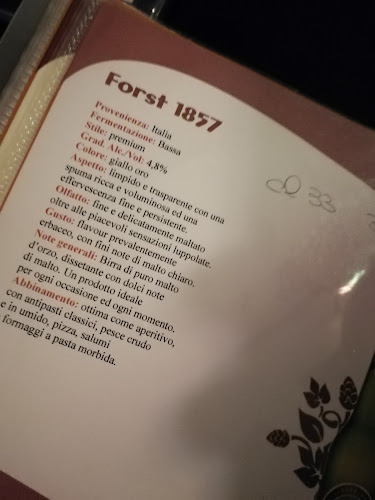 Forst 1857
Provenienza: Italia
Fermentazione: Bassa
Stile: premium
Grad. Alc./Vol: 4,8%
Colore: giallo oro
Aspetto: limpido e trasparente con una
spuma ricca e voluminosa ed una
effervescenza fine e persistente.
Olfatto: fine e delicatamente maltato
oltre alle piacevoli sensazioni luppolate.
Gusto: flavour prevalentemente
erbaceo, con fini note di malto chiaro.
Note generali: Birra di puro malto
d'orzo, dissetante con dolci note
di malto. Un prodotto ideale
per ogni occasione ed ogni momento.
Abbinamento: ottima come aperitivo,
con antipasti classici, pesce crudo
e in umido, pizza, salumi
formaggi a pasta morbida.
cl 33